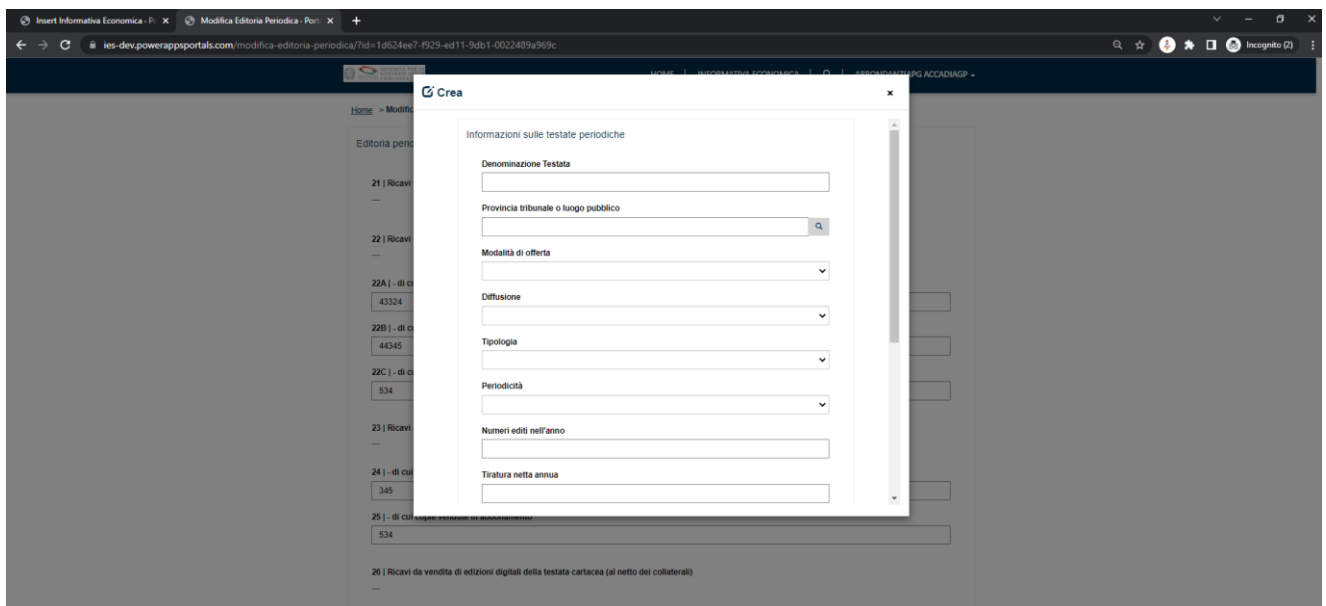 Insert Informativa Economica · Po
Modifica Editoria Periodica · Port
ies-dev.powerappsportals.com/modifica-editoria-periodica/?id=1d624ee7-f929-ed11-9db1-0022489a969c
Incognito (2)
HOME | INFORMATIVA ECONOMICA | ABBONDANTIAPG ACCADIAGP
Home > Modific
Crea
Editoria peric
Informazioni sulle testate periodiche
Denominazione Testata
Provincia tribunale o luogo pubblico
Modalità di offerta
Diffusione
Tipologia
Periodicità
Numeri editi nell'anno
Tiratura netta annua
21 | Ricavi
—
22 | Ricavi
—
22A | - di cu
43324
22B | - di cu
44345
22C | - di cu
534
23 | Ricavi
—
24 | - di cui
345
25 | - di cui copie vendute in abbonamento
534
26 | Ricavi da vendita di edizioni digitali della testata cartacea (al netto dei collaterali)
—